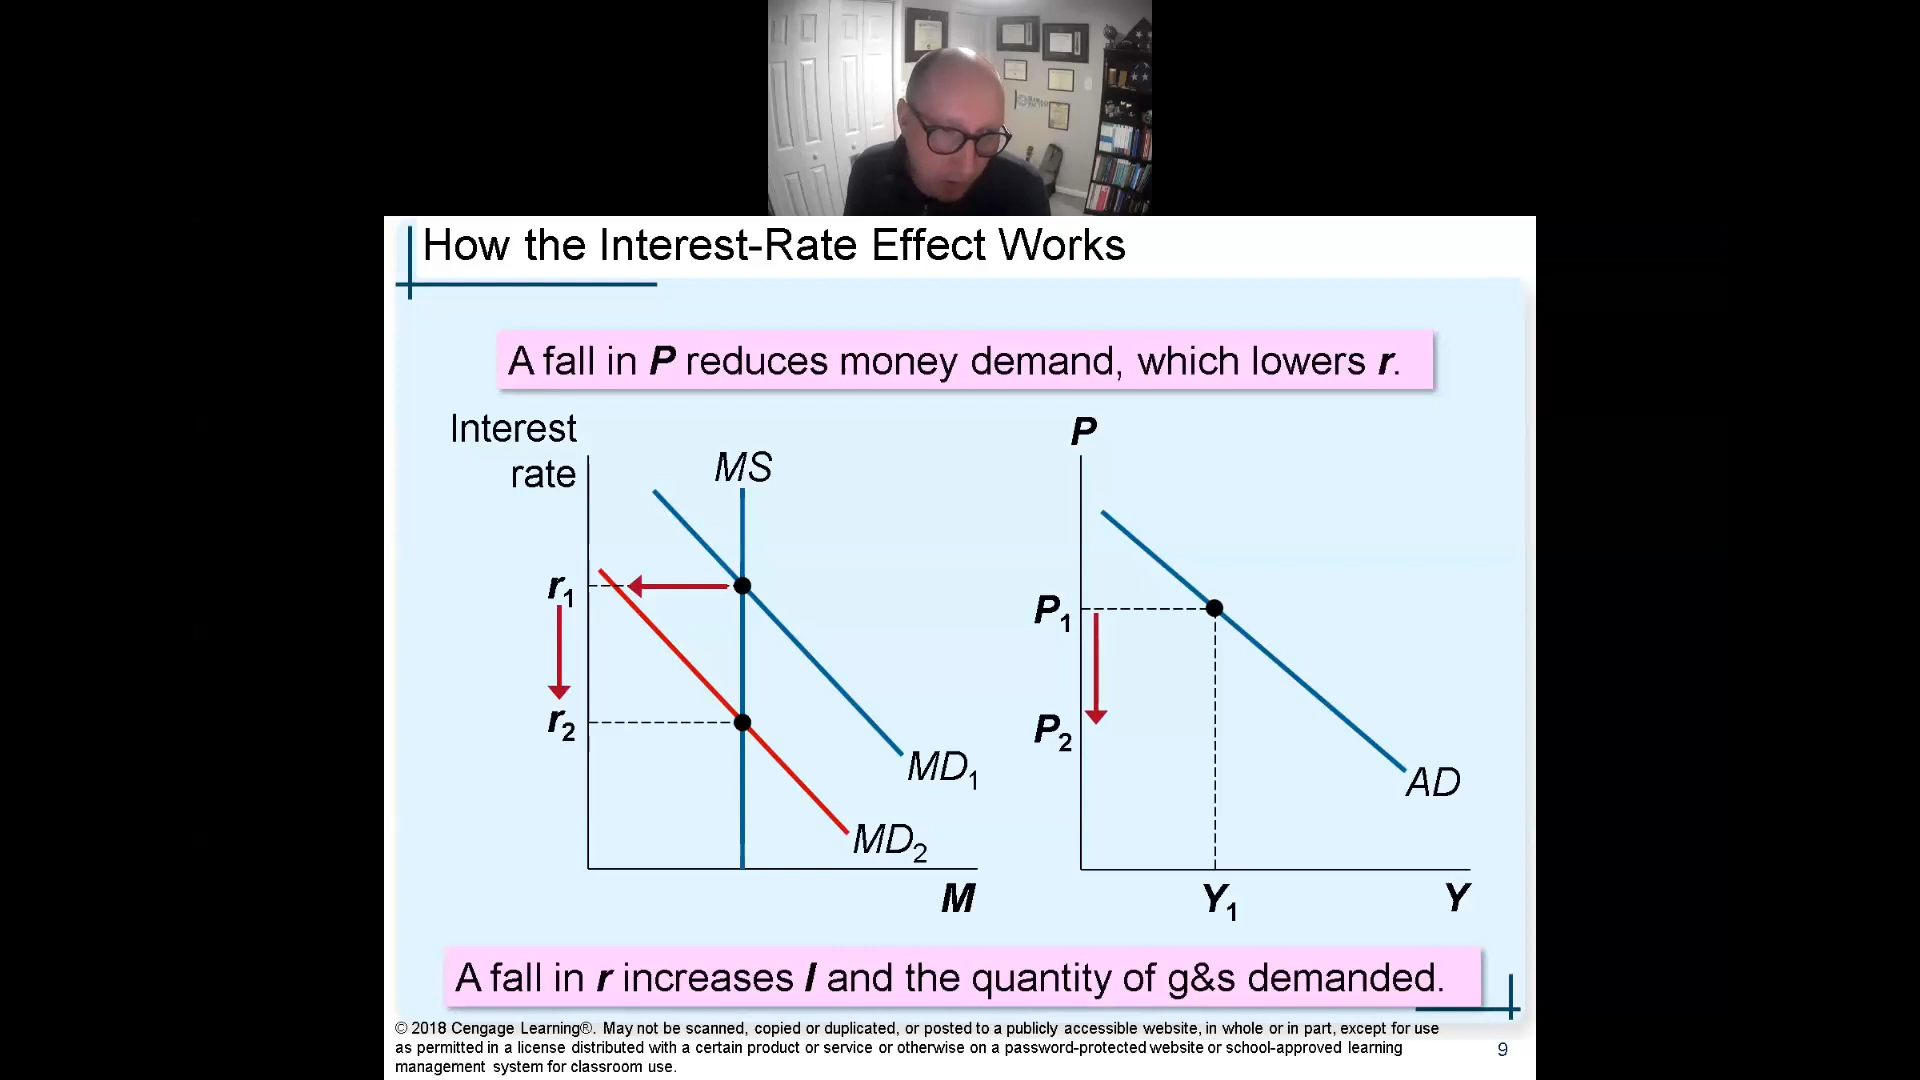 How the Interest-Rate Effect Works
A fall in P reduces money demand, which lowers r.
Interest
rate
MS
r1
r2
MD1
MD2
M
P
P1
P2
AD
Y1
Y
A fall in r increases I and the quantity of g&s demanded.
© 2018 Cengage Learning®. May not be scanned, copied or duplicated, or posted to a publicly accessible website, in whole or in part, except for use
as permitted in a license distributed with a certain product or service or otherwise on a password-protected website or school-approved learning
management system for classroom use.
9